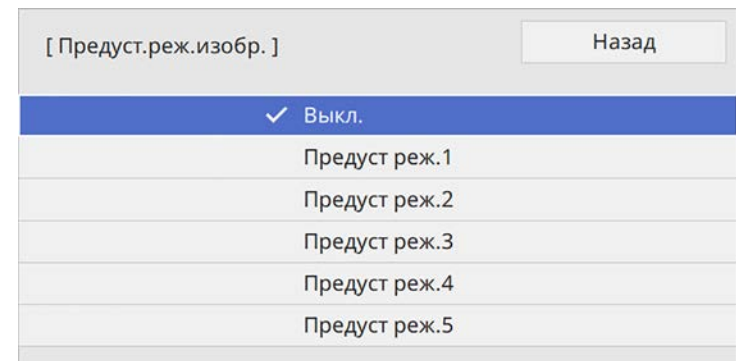 [ Предуст.реж.изобр. ]
Назад
Выкл.
Предуст реж.1
Предуст реж.2
Предуст реж.3
Предуст реж.4
Предуст реж.5